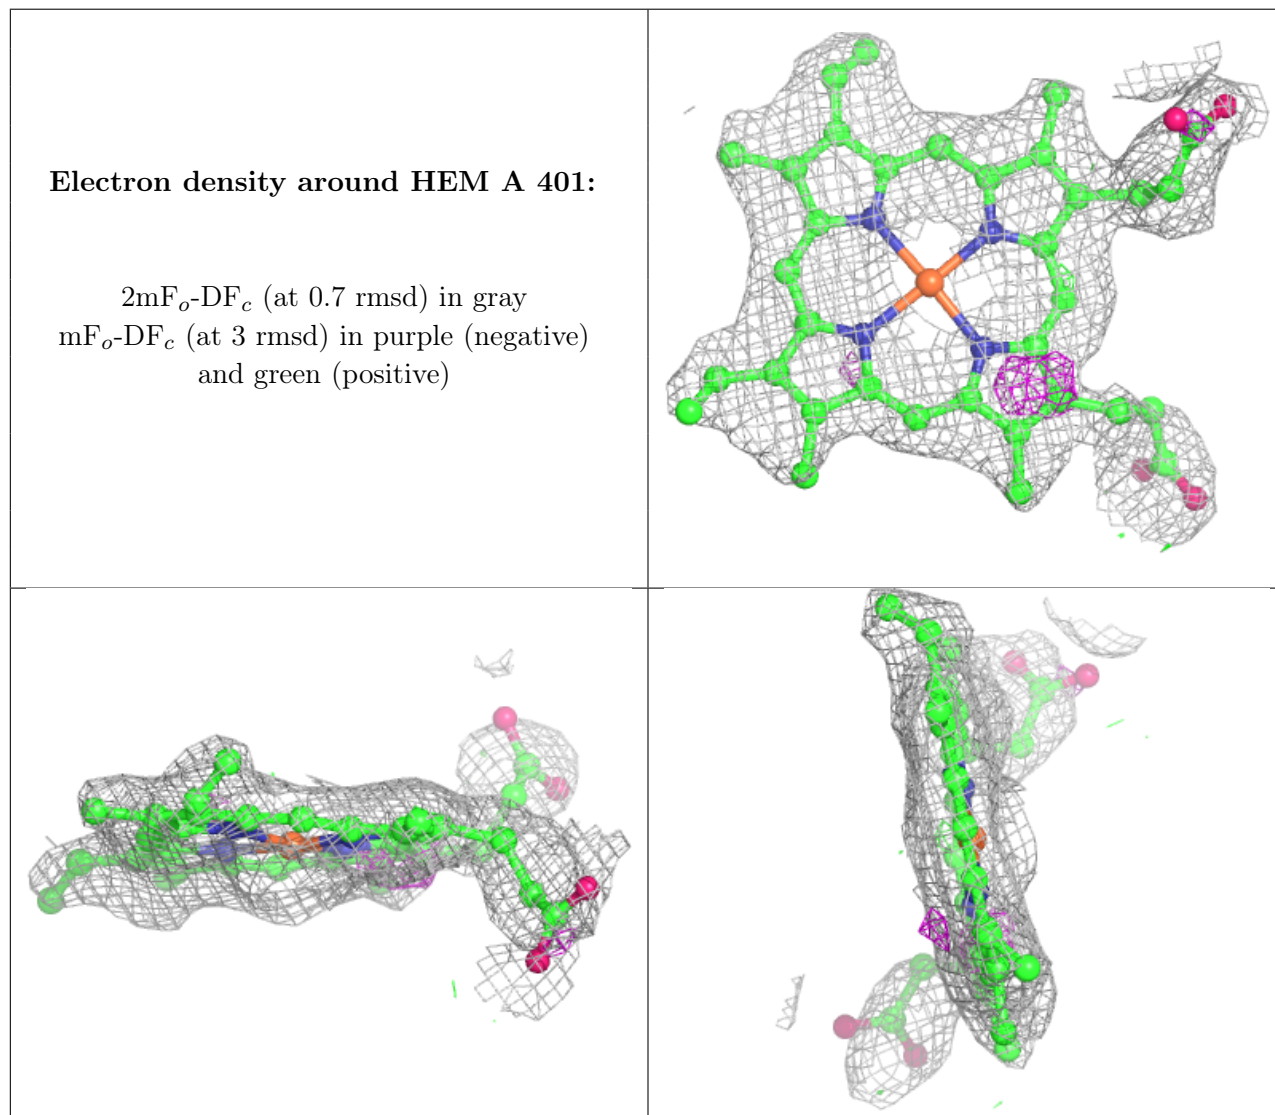 Electron density around HEM A 401:
2mFₒ-DF𝒸 (at 0.7 rmsd) in gray
mFₒ-DF𝒸 (at 3 rmsd) in purple (negative)
and green (positive)